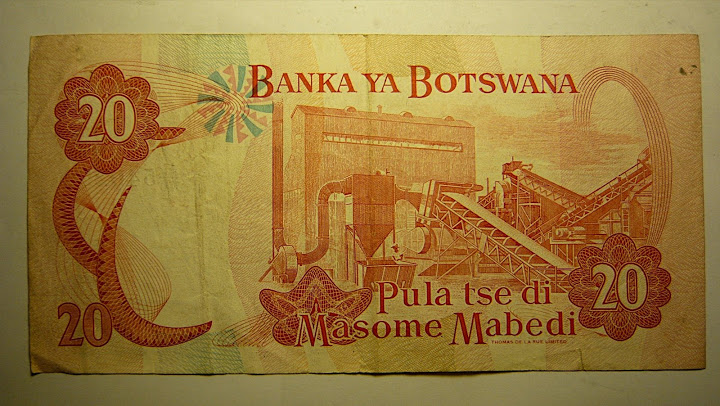 20
BANKA YA BOTSWANA
20
20
Pula tse di
Masome Mabedi
THOMAS DE LA RUE LIMITED